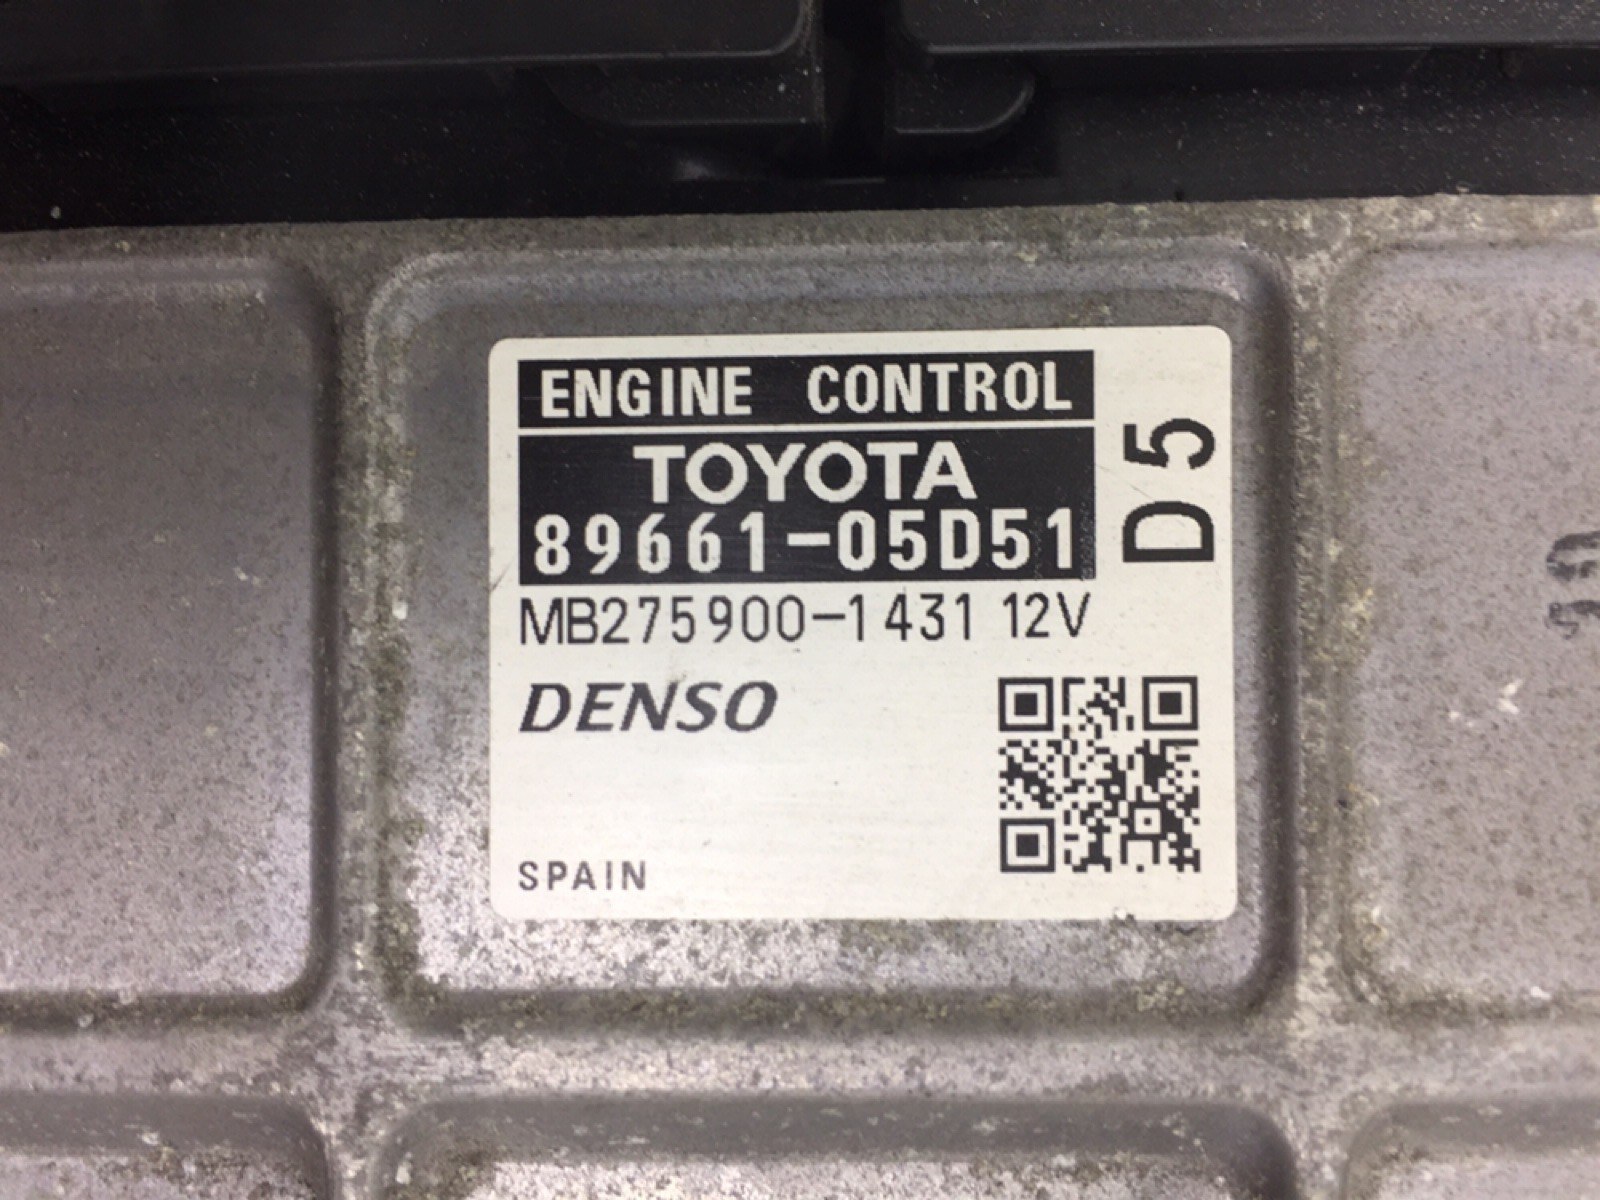 ENGINE CONTROL
TOYOTA
89661-05D51
D5
MB275900-1431 12V
DENSO
SPAIN